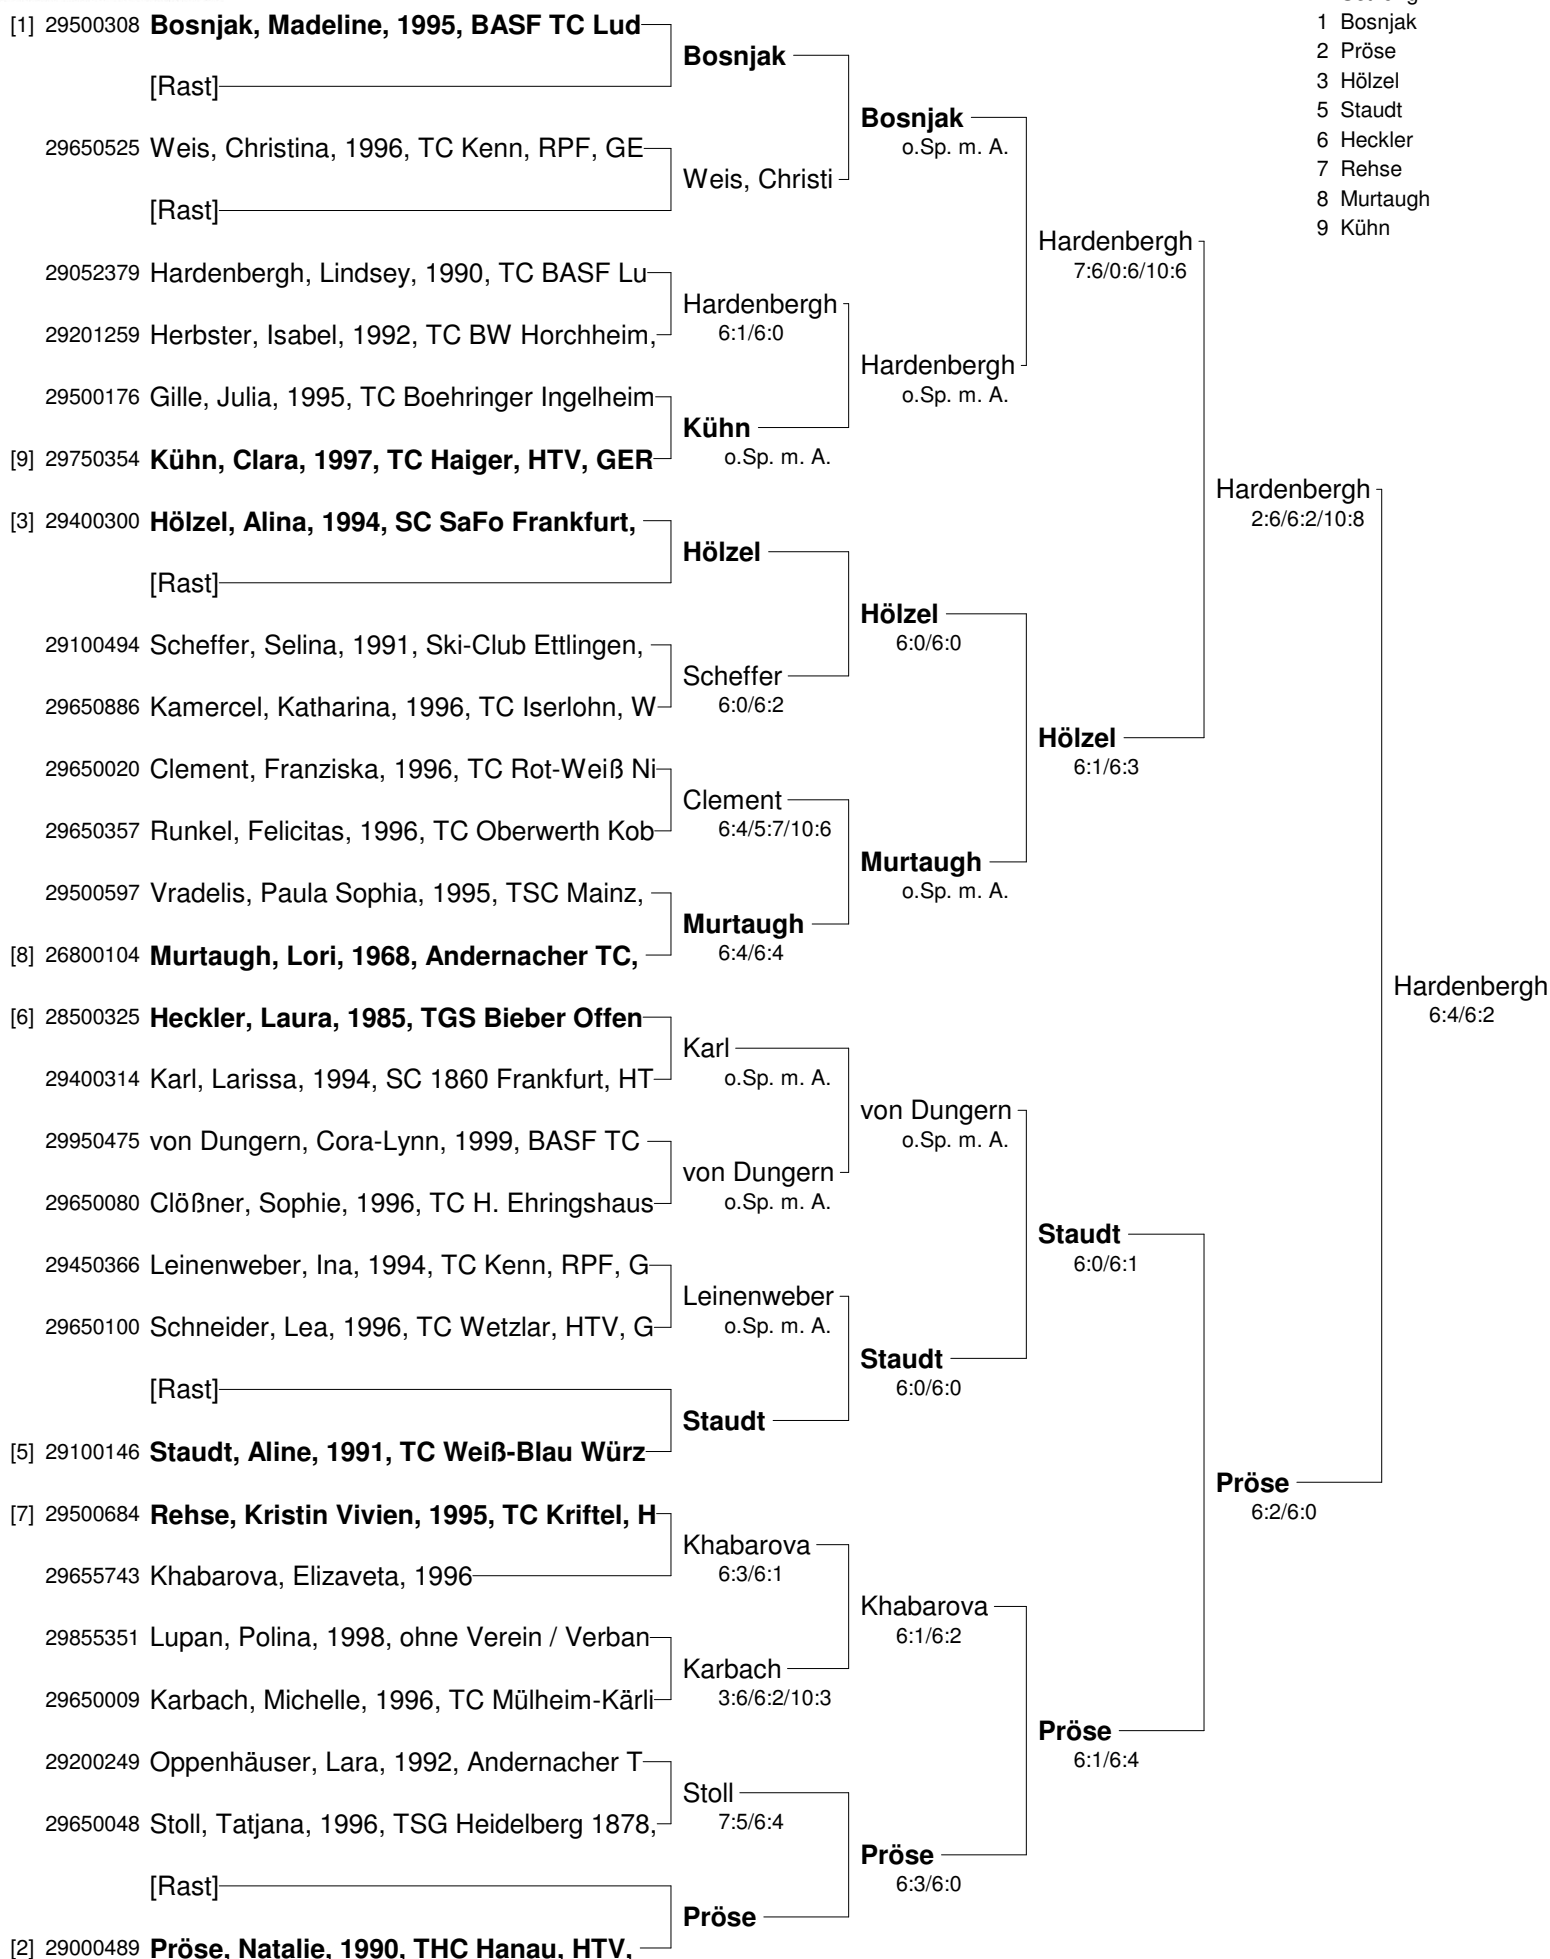 [1] 29500308 Bosnjak, Madeline, 1995, BASF TC Lud
[Rast]
29650525 Weis, Christina, 1996, TC Kenn, RPF, GE
[Rast]
29052379 Hardenbergh, Lindsey, 1990, TC BASF Lu
29201259 Herbster, Isabel, 1992, TC BW Horchheim,
29500176 Gille, Julia, 1995, TC Boehringer Ingelheim
[9] 29750354 Kühn, Clara, 1997, TC Haiger, HTV, GER
[3] 29400300 Hölzel, Alina, 1994, SC SaFo Frankfurt,
[Rast]
29100494 Scheffer, Selina, 1991, Ski-Club Ettlingen,
29650886 Kamercel, Katharina, 1996, TC Iserlohn, W
29650020 Clement, Franziska, 1996, TC Rot-Weiß Ni
29650357 Runkel, Felicitas, 1996, TC Oberwerth Kob
29500597 Vradelis, Paula Sophia, 1995, TSC Mainz,
[8] 26800104 Murtaugh, Lori, 1968, Andernacher TC,
[6] 28500325 Heckler, Laura, 1985, TGS Bieber Offen
29400314 Karl, Larissa, 1994, SC 1860 Frankfurt, HT
29950475 von Dungern, Cora-Lynn, 1999, BASF TC
29650080 Clößner, Sophie, 1996, TC H. Ehringshaus
29450366 Leinenweber, Ina, 1994, TC Kenn, RPF, G
29650100 Schneider, Lea, 1996, TC Wetzlar, HTV, G
[Rast]
[5] 29100146 Staudt, Aline, 1991, TC Weiß-Blau Würz
[7] 29500684 Rehse, Kristin Vivien, 1995, TC Kriftel, H
29655743 Khabarova, Elizaveta, 1996
29855351 Lupan, Polina, 1998, ohne Verein / Verban
29650009 Karbach, Michelle, 1996, TC Mülheim-Kärli
29200249 Oppenhäuser, Lara, 1992, Andernacher T
29650048 Stoll, Tatjana, 1996, TSG Heidelberg 1878,
[Rast]
[2] 29000489 Pröse, Natalie, 1990, THC Hanau, HTV,
Bosnjak
Weis, Christi
Hardenbergh
6:1/6:0
Kühn
o.Sp. m. A.
Hölzel
Scheffer
6:0/6:2
Clement
6:4/5:7/10:6
Murtaugh
6:4/6:4
Karl
o.Sp. m. A.
von Dungern
o.Sp. m. A.
Leinenweber
o.Sp. m. A.
Staudt
Khabarova
6:3/6:1
Karbach
3:6/6:2/10:3
Stoll
7:5/6:4
Pröse
Bosnjak
o.Sp. m. A.
Hardenbergh
o.Sp. m. A.
Hölzel
6:0/6:0
Murtaugh
o.Sp. m. A.
von Dungern
o.Sp. m. A.
Staudt
6:0/6:0
Khabarova
6:1/6:2
Pröse
6:3/6:0
Hardenbergh
7:6/0:6/10:6
Hölzel
6:1/6:3
Staudt
6:0/6:1
Pröse
6:1/6:4
Hardenbergh
2:6/6:2/10:8
Pröse
6:2/6:0
Hardenbergh
6:4/6:2
1 Bosnjak
2 Pröse
3 Hölzel
5 Staudt
6 Heckler
7 Rehse
8 Murtaugh
9 Kühn